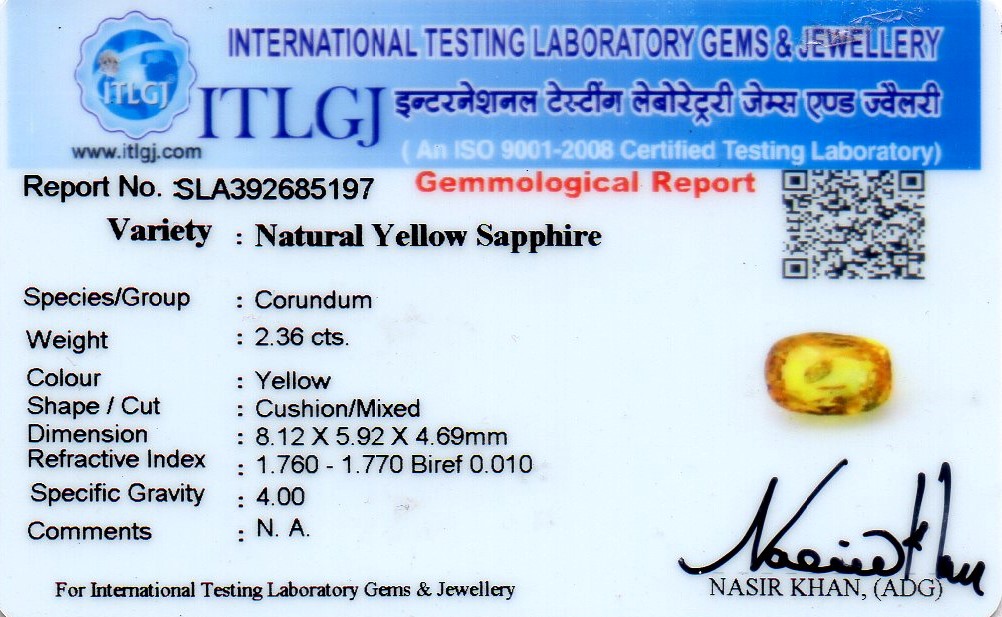 INTERNATIONAL TESTING LABORATORY GEMS & JEWELLERY
ITLGJ
ITLGJ
इन्टरनेशनल टेस्टींग लेबोरेट्ररी जेम्स एण्ड ज्वैलरी
www.itlgj.com
( An ISO 9001-2008 Certified Testing Laboratory)
Report No. :SLA392685197
Gemmological Report
Variety : Natural Yellow Sapphire
Species/Group : Corundum
Weight : 2.36 cts.
Colour : Yellow
Shape / Cut : Cushion/Mixed
Dimension : 8.12 X 5.92 X 4.69mm
Refractive Index : 1.760 - 1.770 Biref 0.010
Specific Gravity : 4.00
Comments : N. A.
Nasir Khan
For International Testing Laboratory Gems & Jewellery
NASIR KHAN, (ADG)